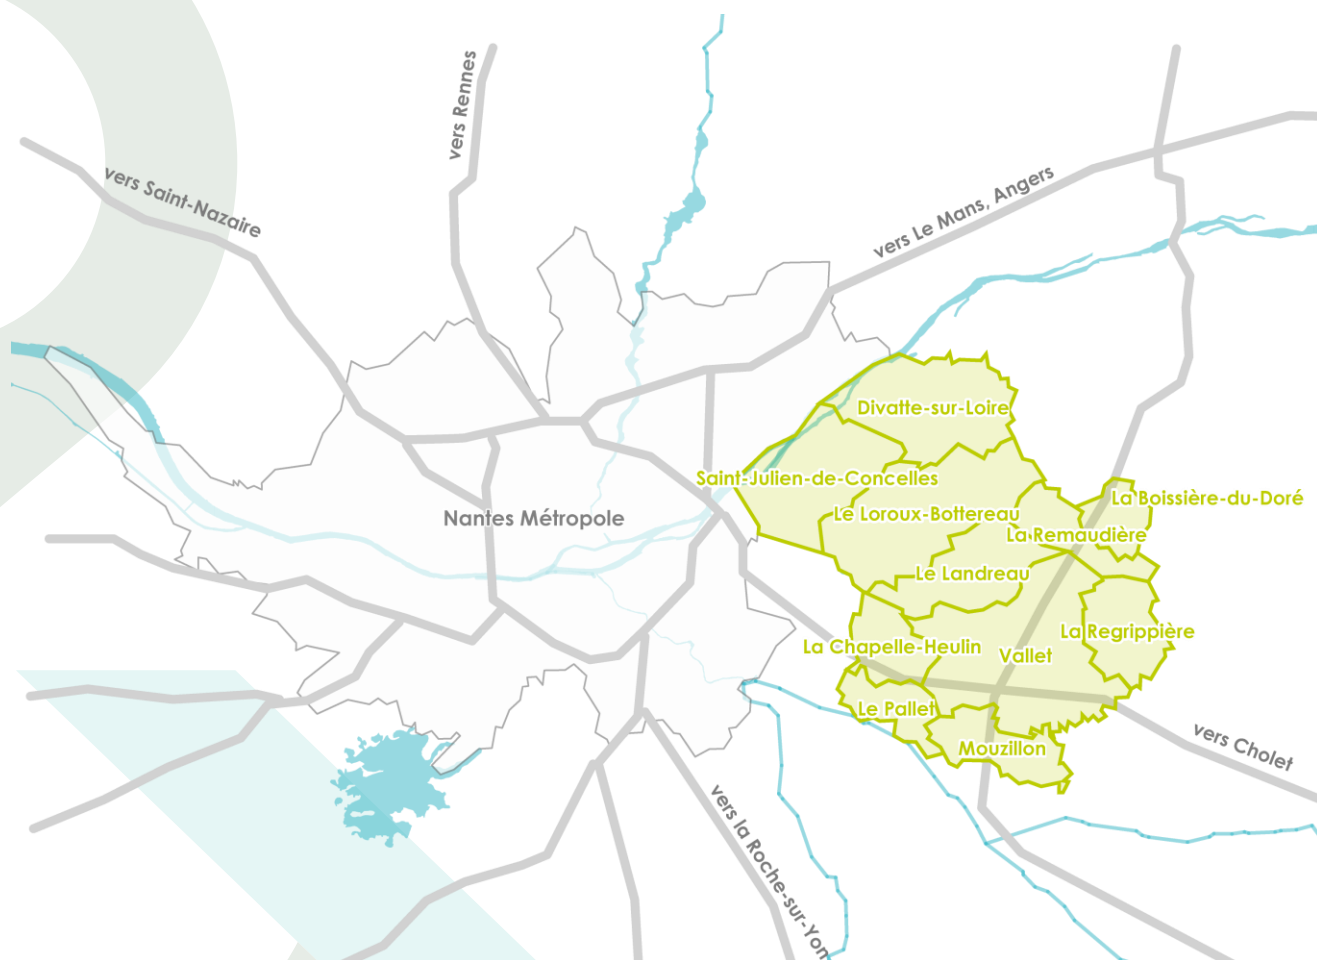 vers Rennes
vers Saint-Nazaire
vers Le Mans, Angers
Divatte-sur-Loire
Saint-Julien-de-Concelles
La Boissière-du-Doré
Le Loroux-Bottereau
Nantes Métropole
La Remaudière
Le Landreau
La Regrippière
La Chapelle-Heulin
Vallet
Le Pallet
Mouzillon
vers Cholet
vers la Roche-sur-Yon